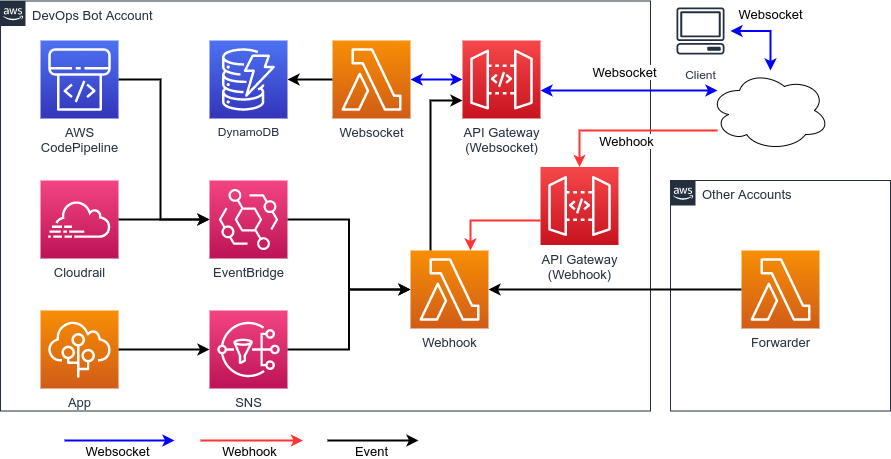 aws
DevOps Bot Account
Websocket
Client
AWS
CodePipeline
DynamoDB
Websocket
API Gateway
(Websocket)
Websocket
Webhook
aws
Other Accounts
Cloudrail
EventBridge
API Gateway
(Webhook)
Webhook
Forwarder
App
SNS
Websocket
Webhook
Event